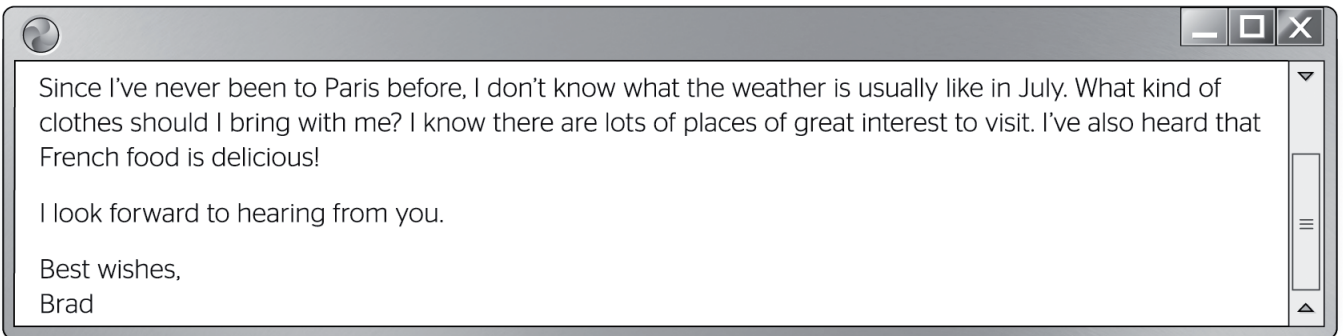 Since I've never been to Paris before, I don't know what the weather is usually like in July. What kind of
clothes should I bring with me? I know there are lots of places of great interest to visit. I've also heard that
French food is delicious!
I look forward to hearing from you.
Best wishes,
Brad